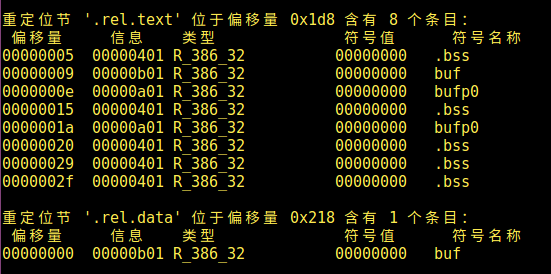 重定位节 '.rel.text' 位于偏移量 0x1d8 含有 8 个条目：
偏移量 信息 类型 符号值 符号名称
00000005 00000401 R_386_32 00000000 .bss
00000009 00000b01 R_386_32 00000000 buf
0000000e 00000a01 R_386_32 00000000 bufp0
00000015 00000401 R_386_32 00000000 .bss
0000001a 00000a01 R_386_32 00000000 bufp0
00000020 00000401 R_386_32 00000000 .bss
00000029 00000401 R_386_32 00000000 .bss
0000002f 00000401 R_386_32 00000000 .bss
重定位节 '.rel.data' 位于偏移量 0x218 含有 1 个条目：
偏移量 信息 类型 符号值 符号名称
00000000 00000b01 R_386_32 00000000 buf